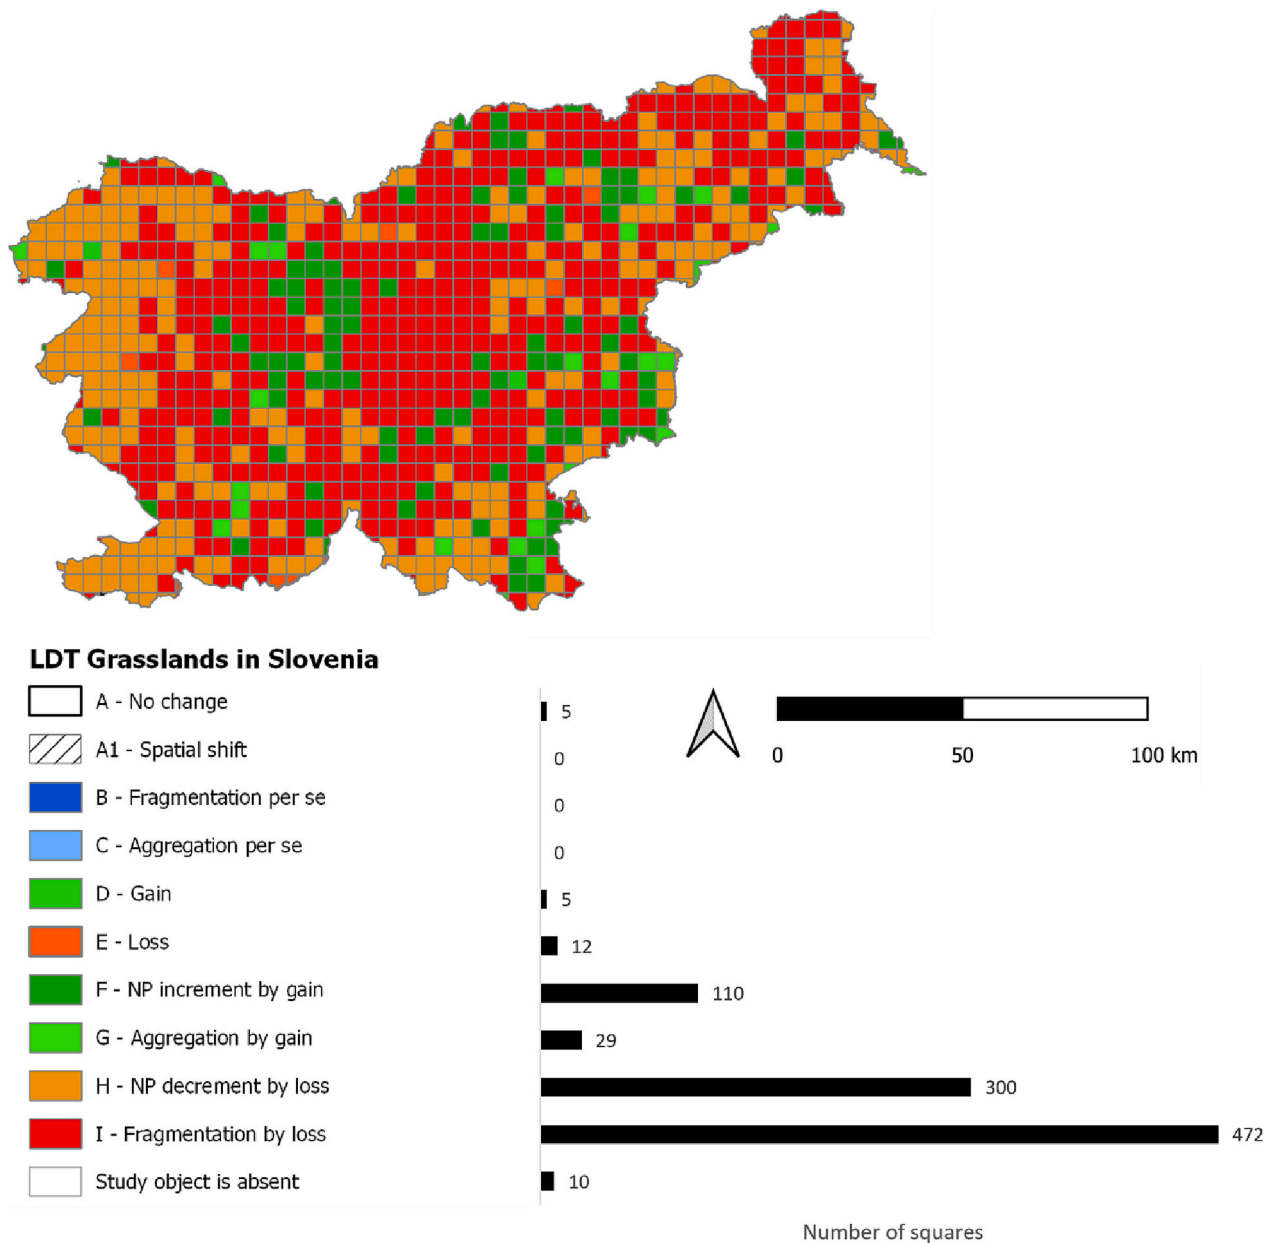 LDT Grasslands in Slovenia
A - No change 5
A1 - Spatial shift 0
B - Fragmentation per se 0
C - Aggregation per se 0
D - Gain 5
E - Loss 12
F - NP increment by gain 110
G - Aggregation by gain 29
H - NP decrement by loss 300
I - Fragmentation by loss 472
Study object is absent 10
0 50 100 km
Number of squares